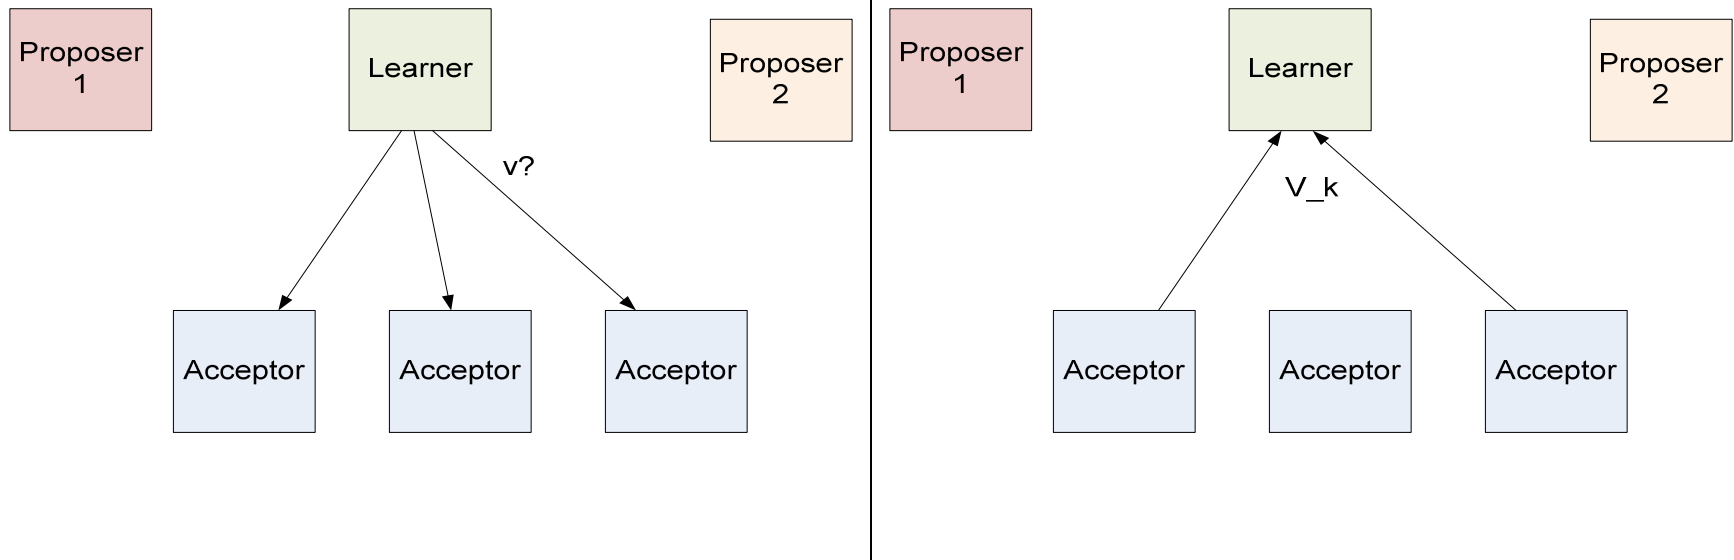 Proposer
1
Learner
Proposer
2
v?
Acceptor
Acceptor
Acceptor
Proposer
1
Learner
Proposer
2
V_k
Acceptor
Acceptor
Acceptor